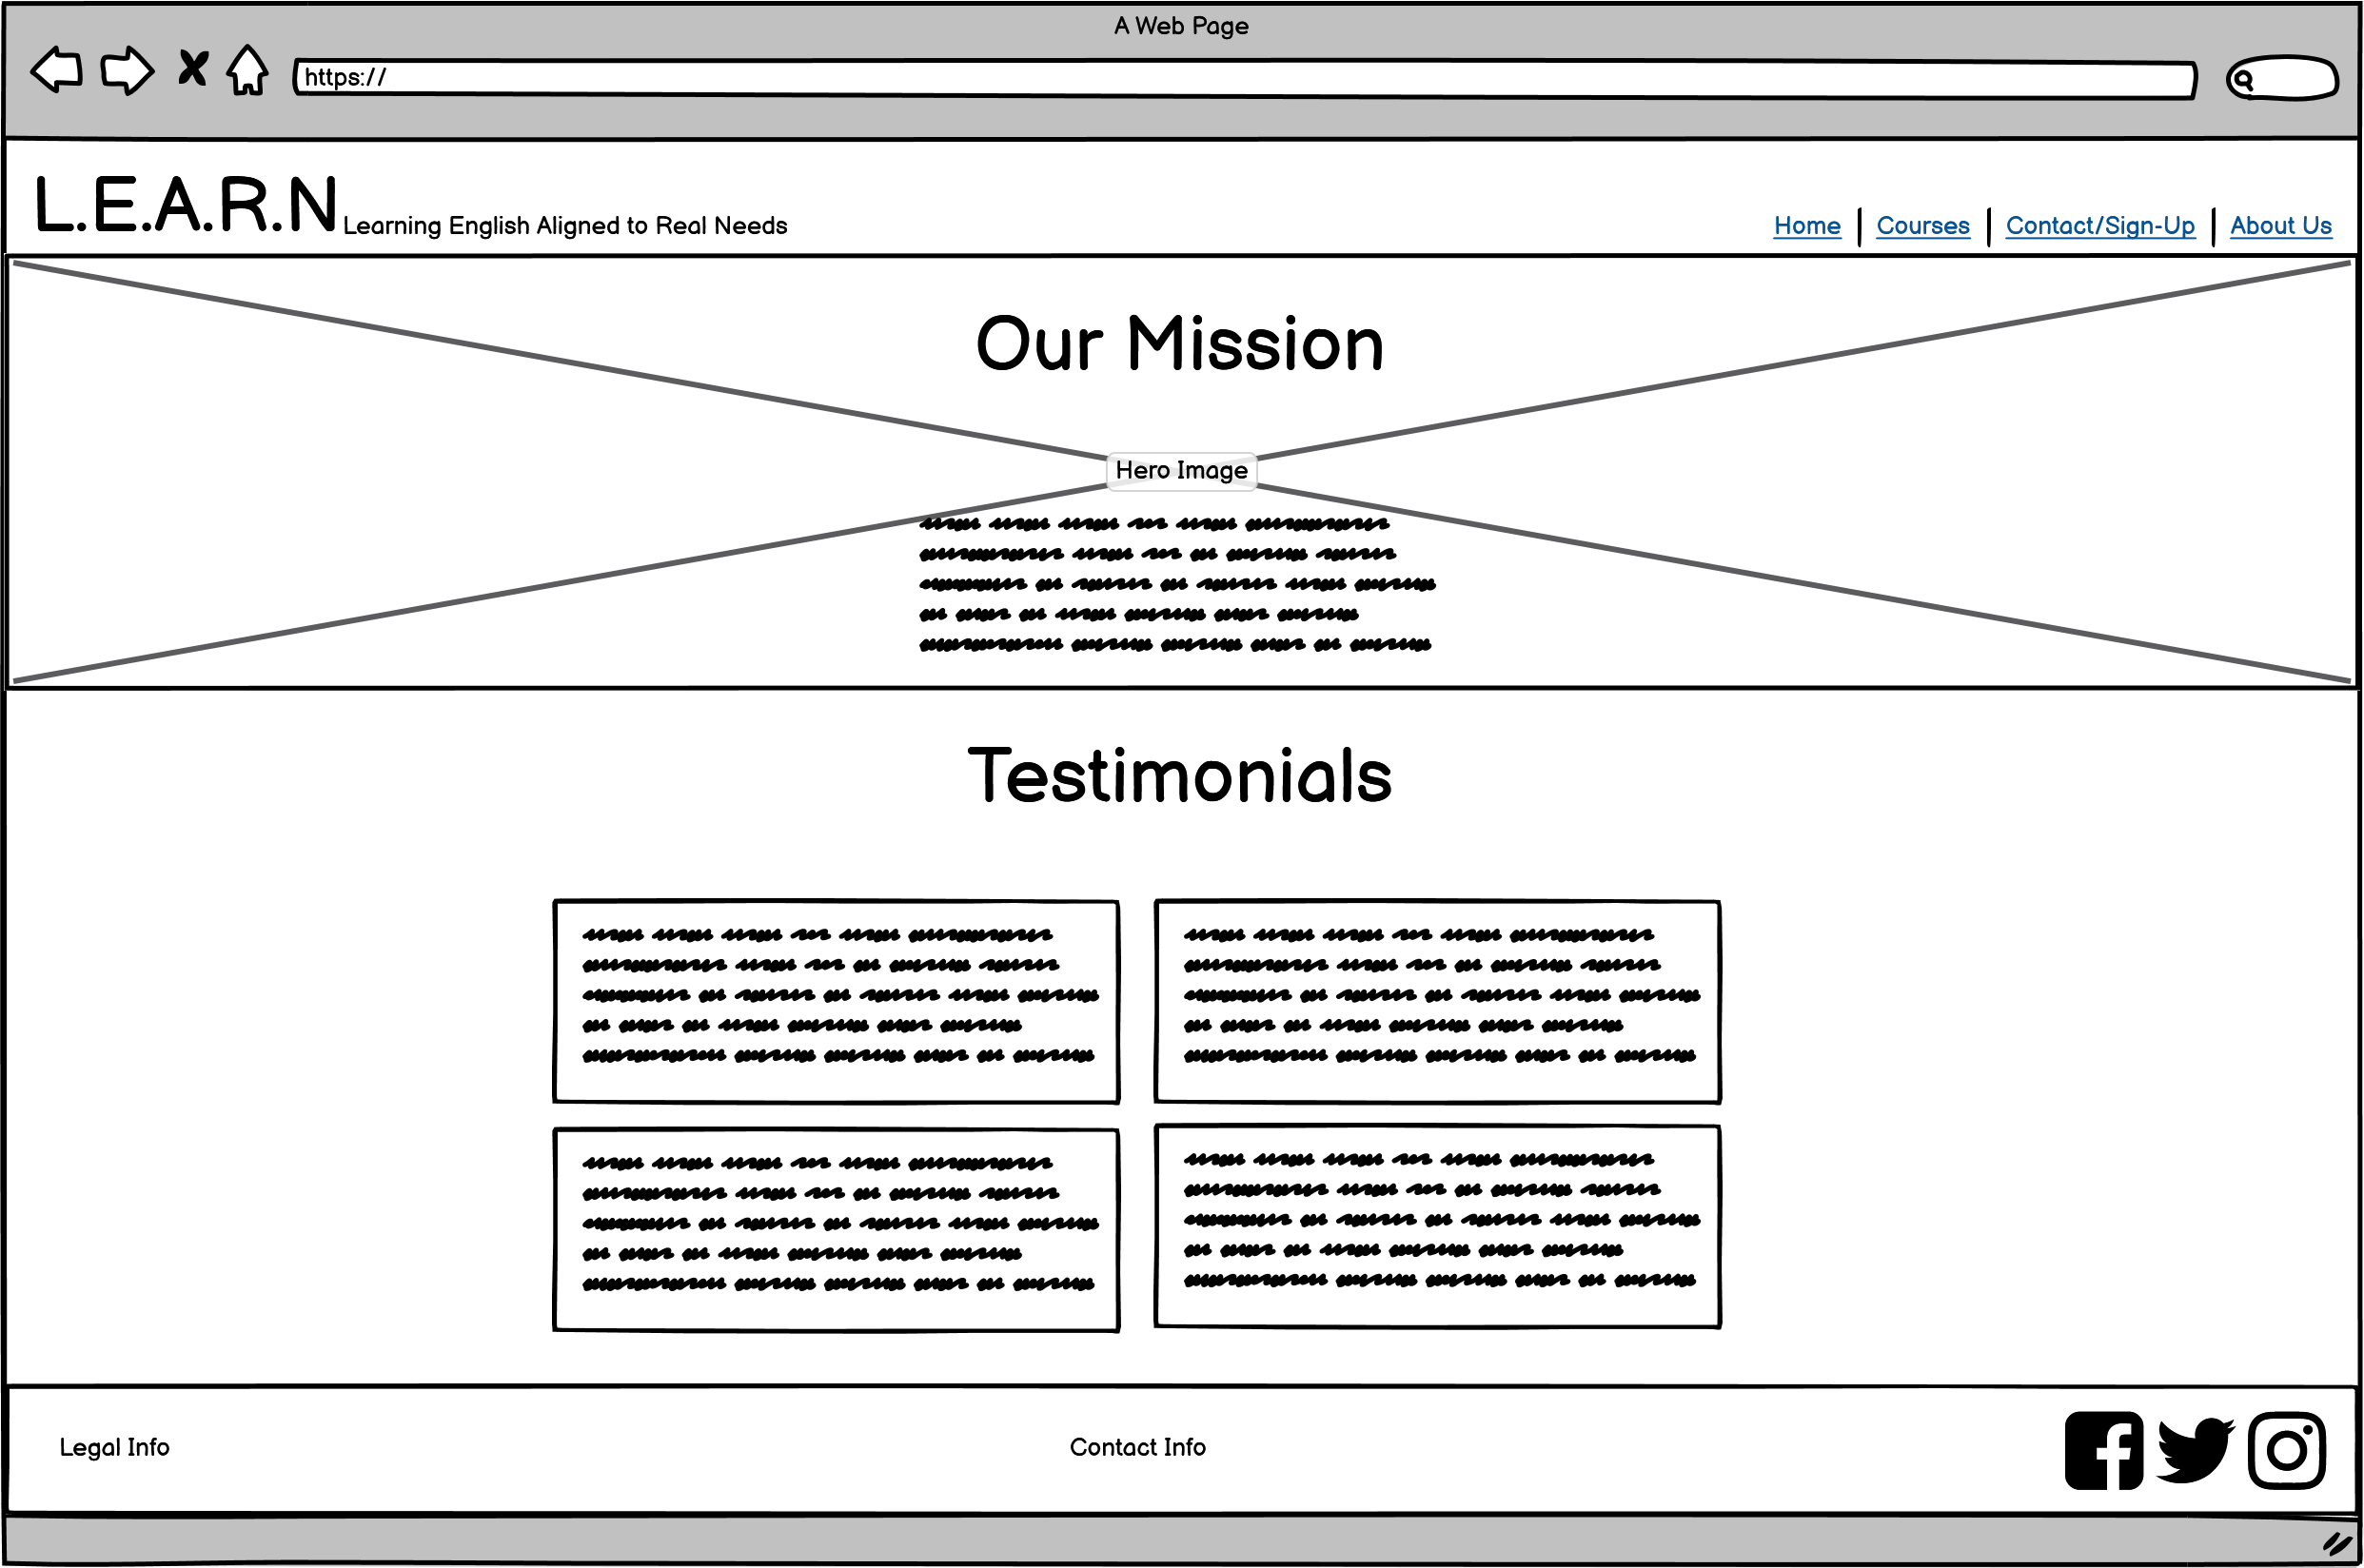 A Web Page
https://
L.E.A.R.N Learning English Aligned to Real Needs
Home Courses Contact/Sign-Up About Us
Our Mission
Hero Image
Testimonials
Legal Info Contact Info